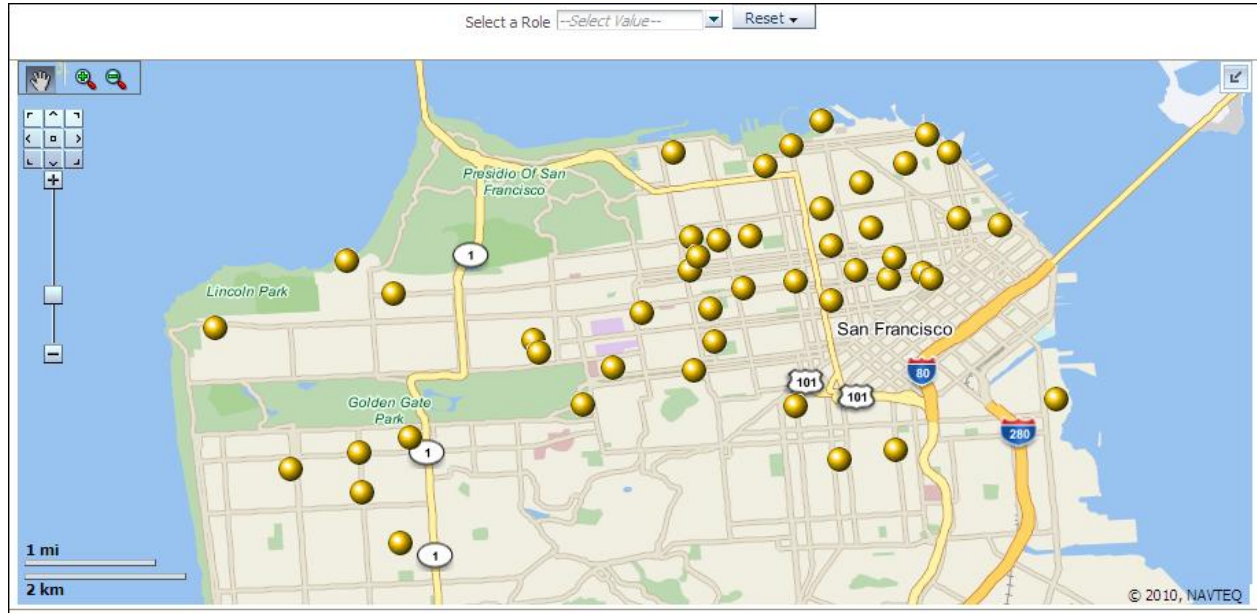 Select a Role --Select Value-- Reset
Presidio Of San
Francisco
1
Lincoln Park
San Francisco
80
101
101
Golden Gate
Park
280
1
1
1 mi
2 km
© 2010, NAVTEQ